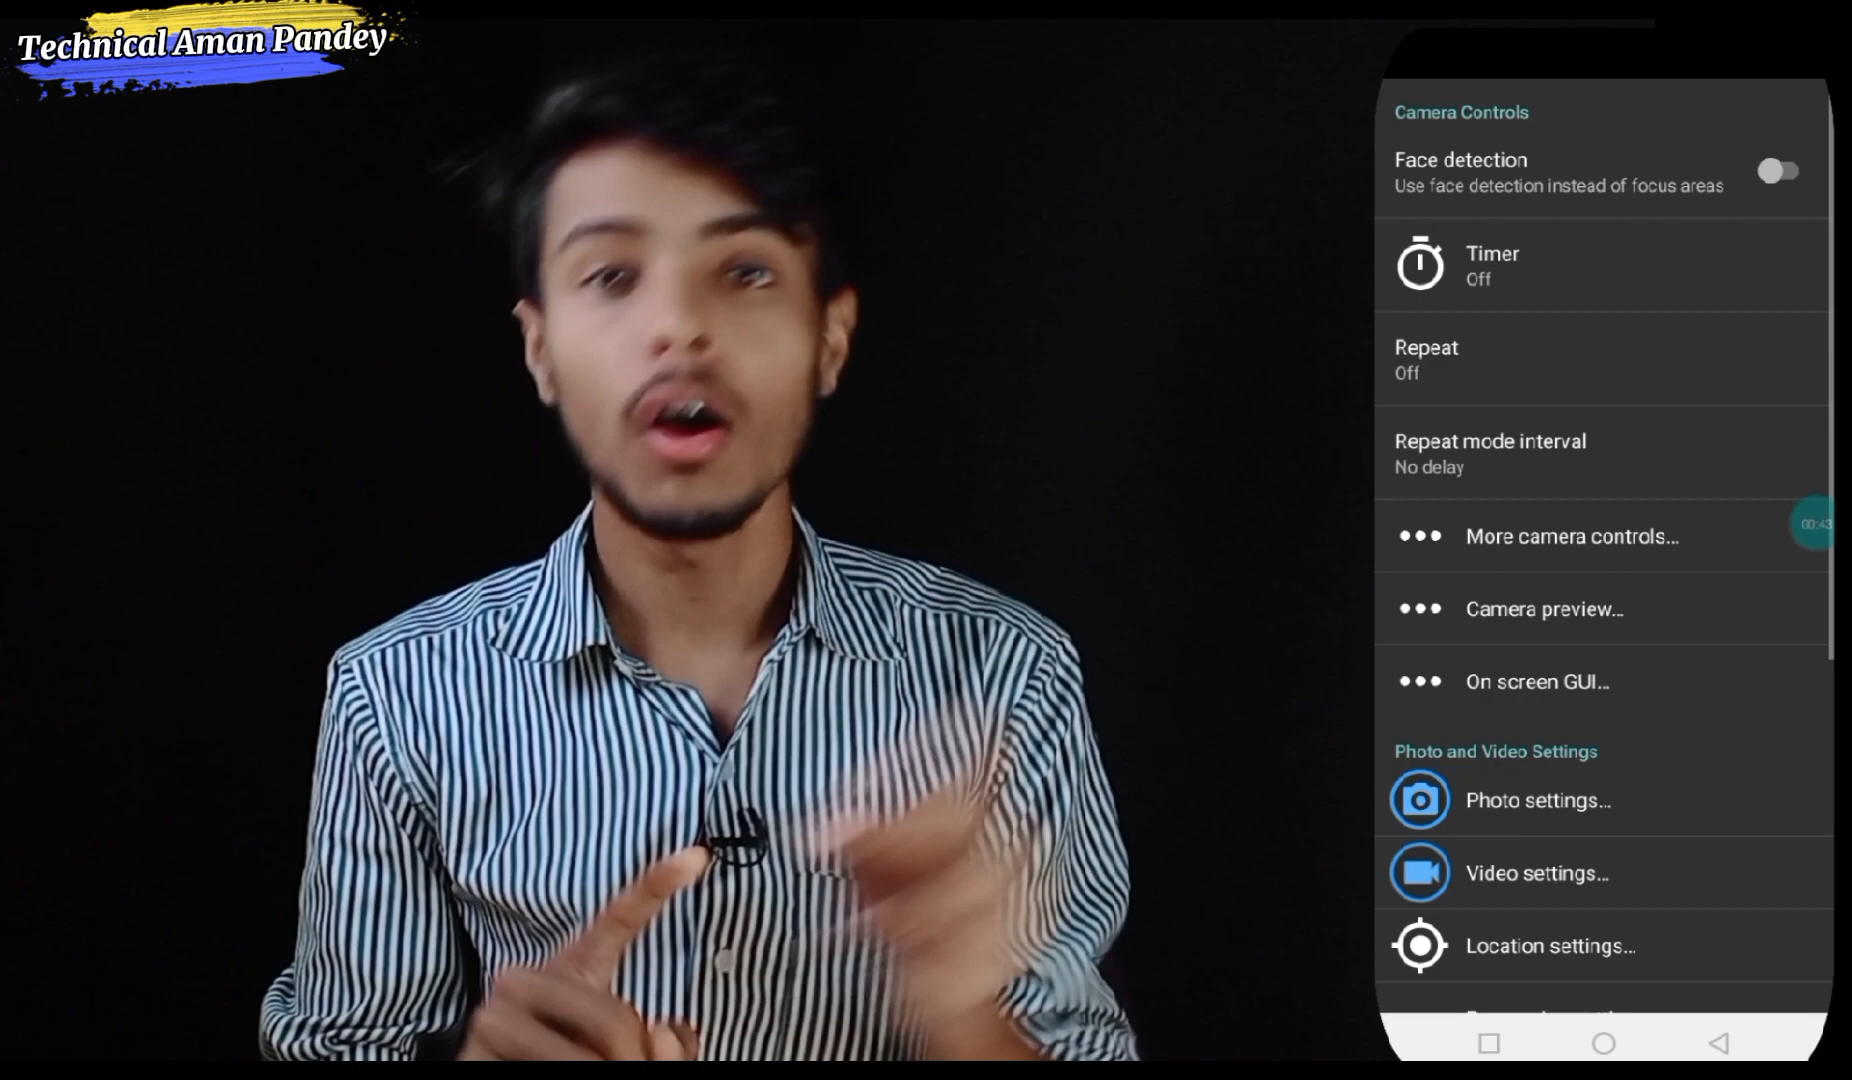 Technical Aman Pandey
Camera Controls
Face detection
Use face detection instead of focus areas
Timer
Off
Repeat
Off
Repeat mode interval
No delay
00:43
More camera controls...
Camera preview...
On screen GUI...
Photo and Video Settings
Photo settings...
Video settings...
Location settings...